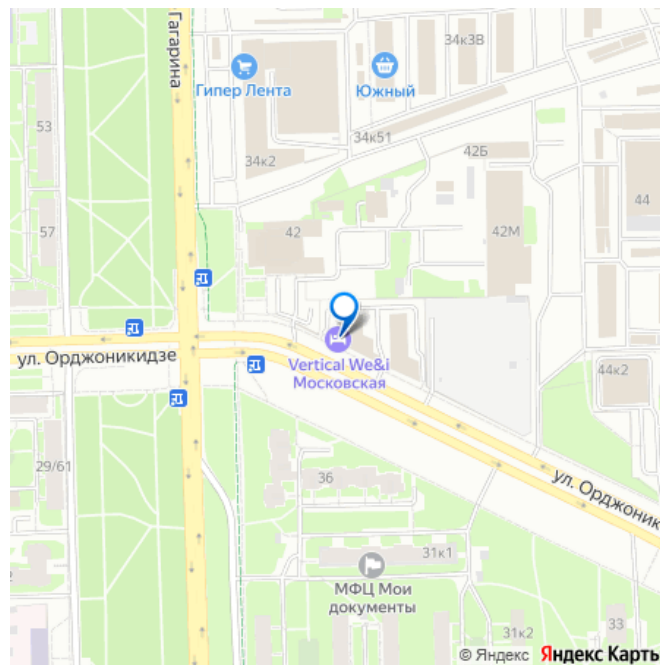 Гагарина
34к3В
Гипер Лента
Южный
34к51
53
34к2
42Б
44
57
42
42М
ул. Орджоникидзе
Vertical We&i
Московская
44к2
29/61
36
ул. Орджоник
31к1
МФЦ Мои
документы
31к2
33
© Яндекс Яндекс Карть